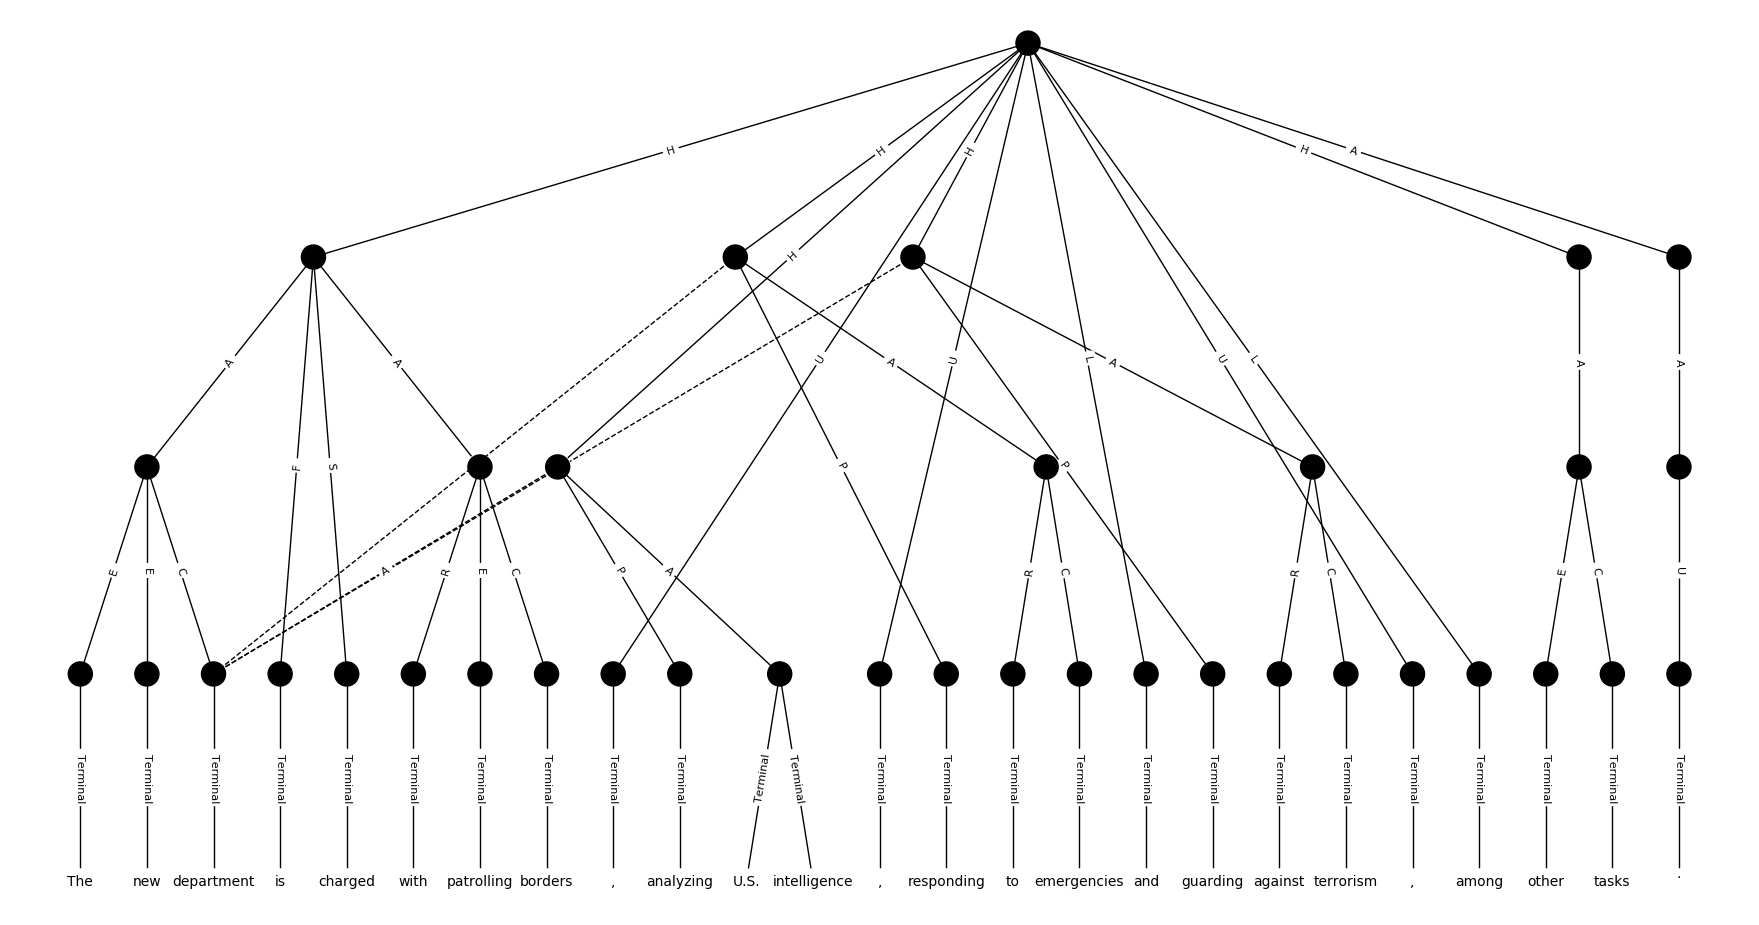 H H H H H A
A A U U A U L L A A A
F S P P
E E C A R E C P A R C R C E C U
Terminal Terminal Terminal Terminal Terminal Terminal Terminal Terminal Terminal Terminal Terminal Terminal Terminal Terminal Terminal Terminal Terminal Terminal Terminal Terminal Terminal Terminal Terminal Terminal Terminal
The new department is charged with patrolling borders , analyzing U.S. intelligence , responding to emergencies and guarding against terrorism , among other tasks .